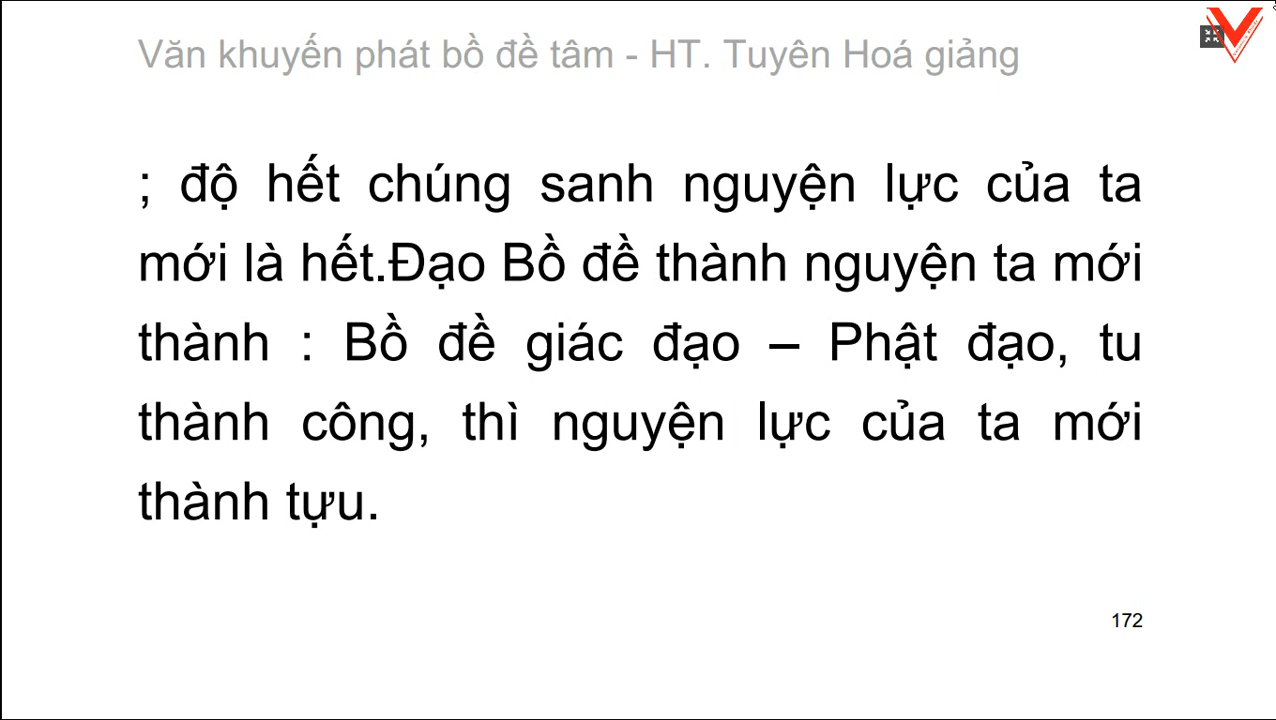 Văn khuyến phát bồ đề tâm - HT. Tuyên Hoá giảng
; độ hết chúng sanh nguyện lực của ta
mới là hết.Đạo Bồ đề thành nguyện ta mới
thành : Bồ đề giác đạo – Phật đạo, tu
thành công, thì nguyện lực của ta mới
thành tựu.
172